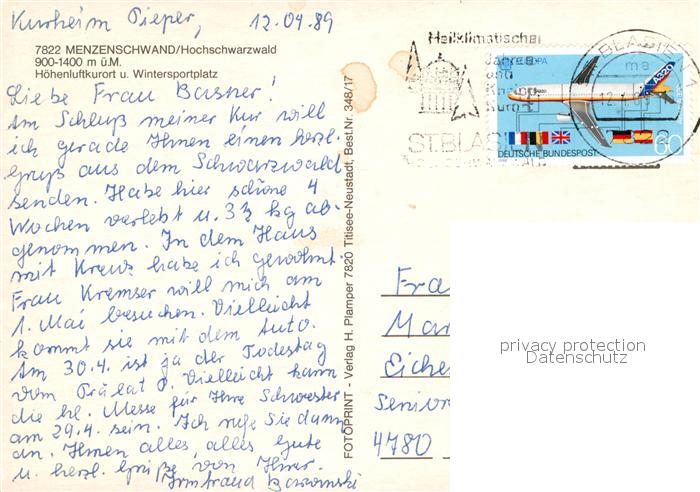 Kurheim Pieper, 12.04.89
7822 MENZENSCHWAND/Hochschwarzwald
900-1400 m ü.M.
Höhenluftkurort u. Wintersportplatz
Liebe Frau Basner!
Am Schluß meiner Kur will
ich gerade Ihnen einen herzl.
Gruß aus dem Schwarzwald
senden. Habe hier schöne 4
Wochen verlebt u. 3½ kg ab-
genommen. In dem Haus
mit Kreuz habe ich gewohnt.
Frau Kremser will mich am
1. Mai besuchen. Vielleicht
kommt sie mit dem Auto.
Am 30.4. ist ja der Todestag
vom Prälat P. Vielleicht kann
die hl. Messe für Ihre Schwester
am 29.4. sein. Ich rufe Sie dann
an. Ihnen alles, alles Gute
u. herzl. Grüße von Ihrer
Irmtraud
FOTOPRINT - Verlag H. Plamper 7820 Titisee-Neustadt, Best.Nr. 348/17
Heilklimatischer
ST.BLAS
BLASIE
EUROPA
A320
DEUTSCHE BUNDESPOST
60
Fra
Mar
Eiche
Senior
4780
privacy protection
Datenschutz